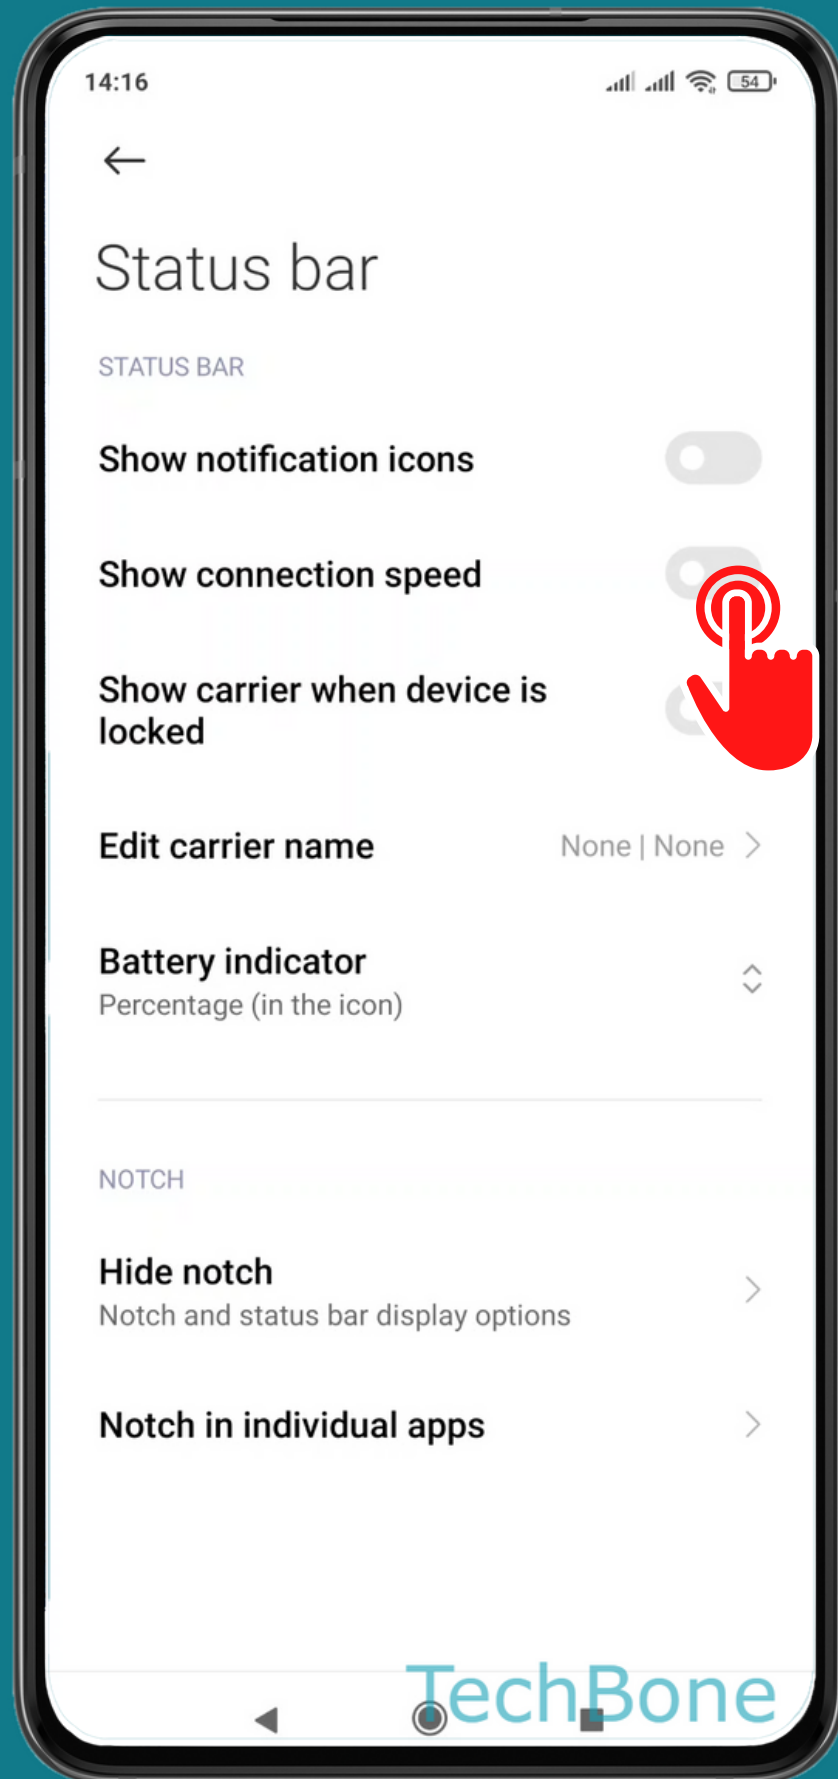 14:16
54
Status bar
STATUS BAR
Show notification icons
Show connection speed
Show carrier when device is
locked
Edit carrier name
None | None
Battery indicator
Percentage (in the icon)
NOTCH
Hide notch
Notch and status bar display options
Notch in individual apps
TechBone